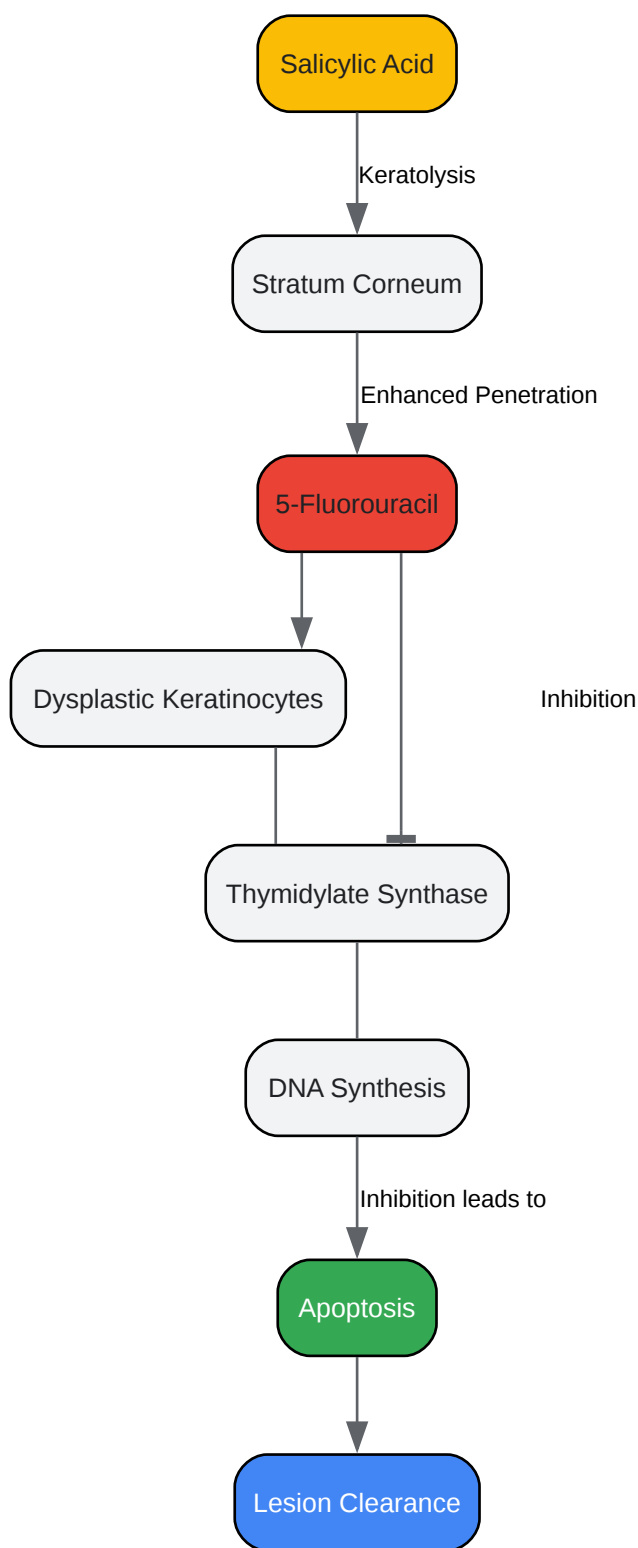 Salicylic Acid
Keratolysis
Stratum Corneum
Enhanced Penetration
5-Fluorouracil
Dysplastic Keratinocytes
Inhibition
Thymidylate Synthase
DNA Synthesis
Inhibition leads to
Apoptosis
Lesion Clearance